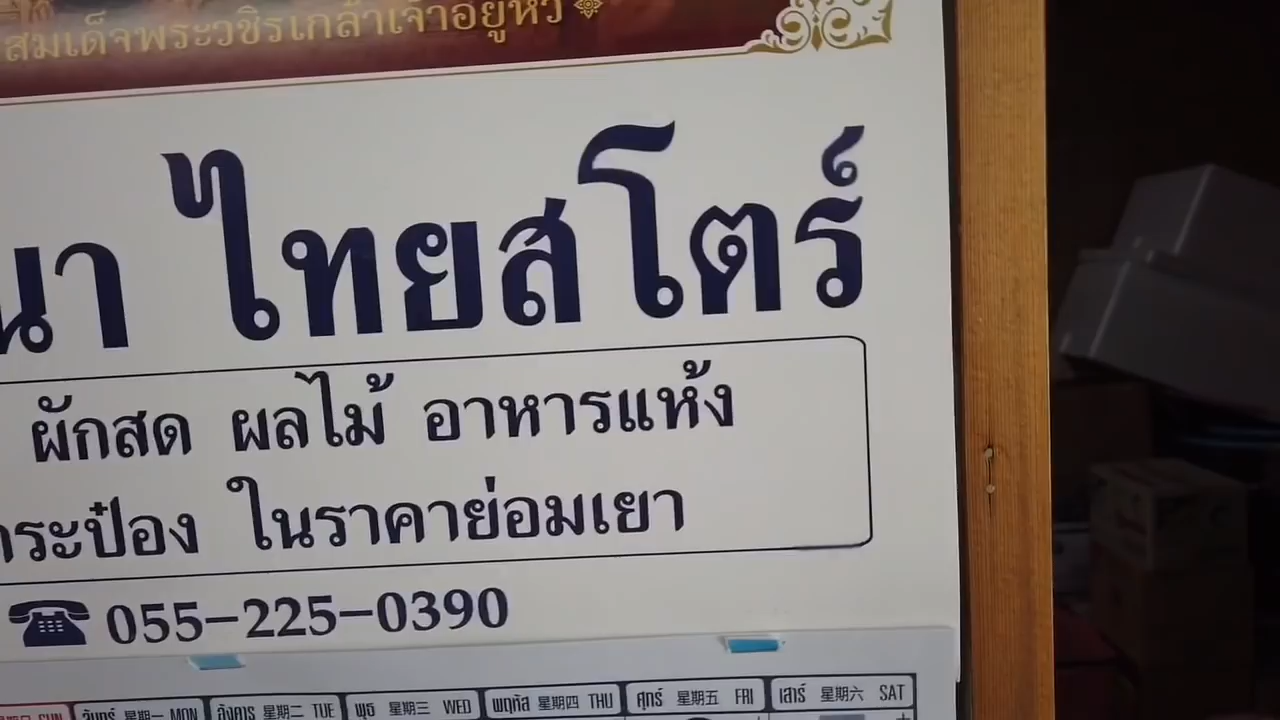 สมเด็จพระวชิรเกล้าเจ้าอยู่หัว
นา ไทยสโตร์
ผักสด ผลไม้ อาหารแห้ง
กระป๋อง ในราคาย่อมเยา
☎ 055-225-0390
SUN จันทร์ 星期一 MON อังคาร 星期二 TUE พุธ 星期三 WED พฤหัส 星期四 THU ศุกร์ 星期五 FRI เสาร์ 星期六 SAT